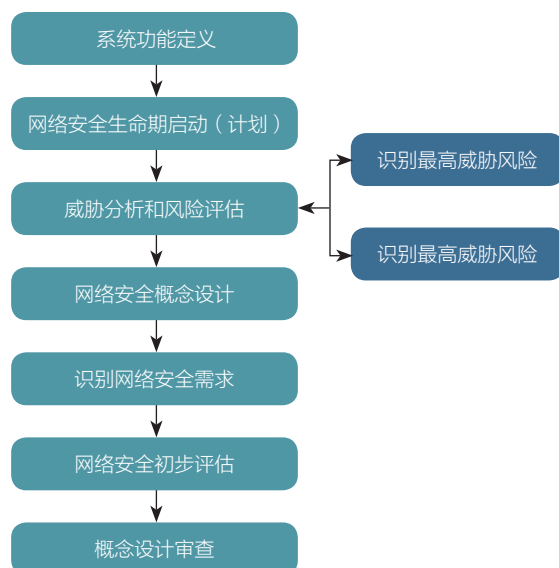 系统功能定义
网络安全生命期启动（计划）
识别最高威胁风险
威胁分析和风险评估
识别最高威胁风险
网络安全概念设计
识别网络安全需求
网络安全初步评估
概念设计审查